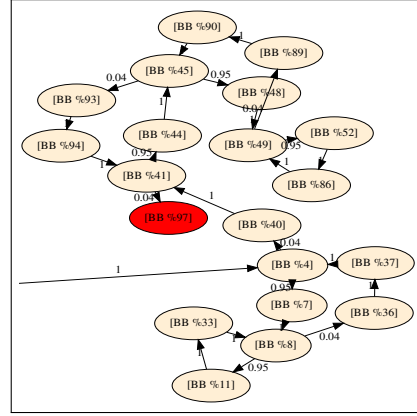 [BB %90]
1
[BB %89]
[BB %45]
0.04
0.95
[BB %93]
[BB %48]
1
0.04
[BB %44]
[BB %52]
[BB %49]
0.95
[BB %94]
1
0.95
1
[BB %41]
[BB %86]
0.04
1
[BB %97]
[BB %40]
0.04
1
[BB %4]
1
[BB %37]
0.95
[BB %7]
1
[BB %36]
[BB %33]
1
1
0.04
[BB %8]
1
0.95
[BB %11]